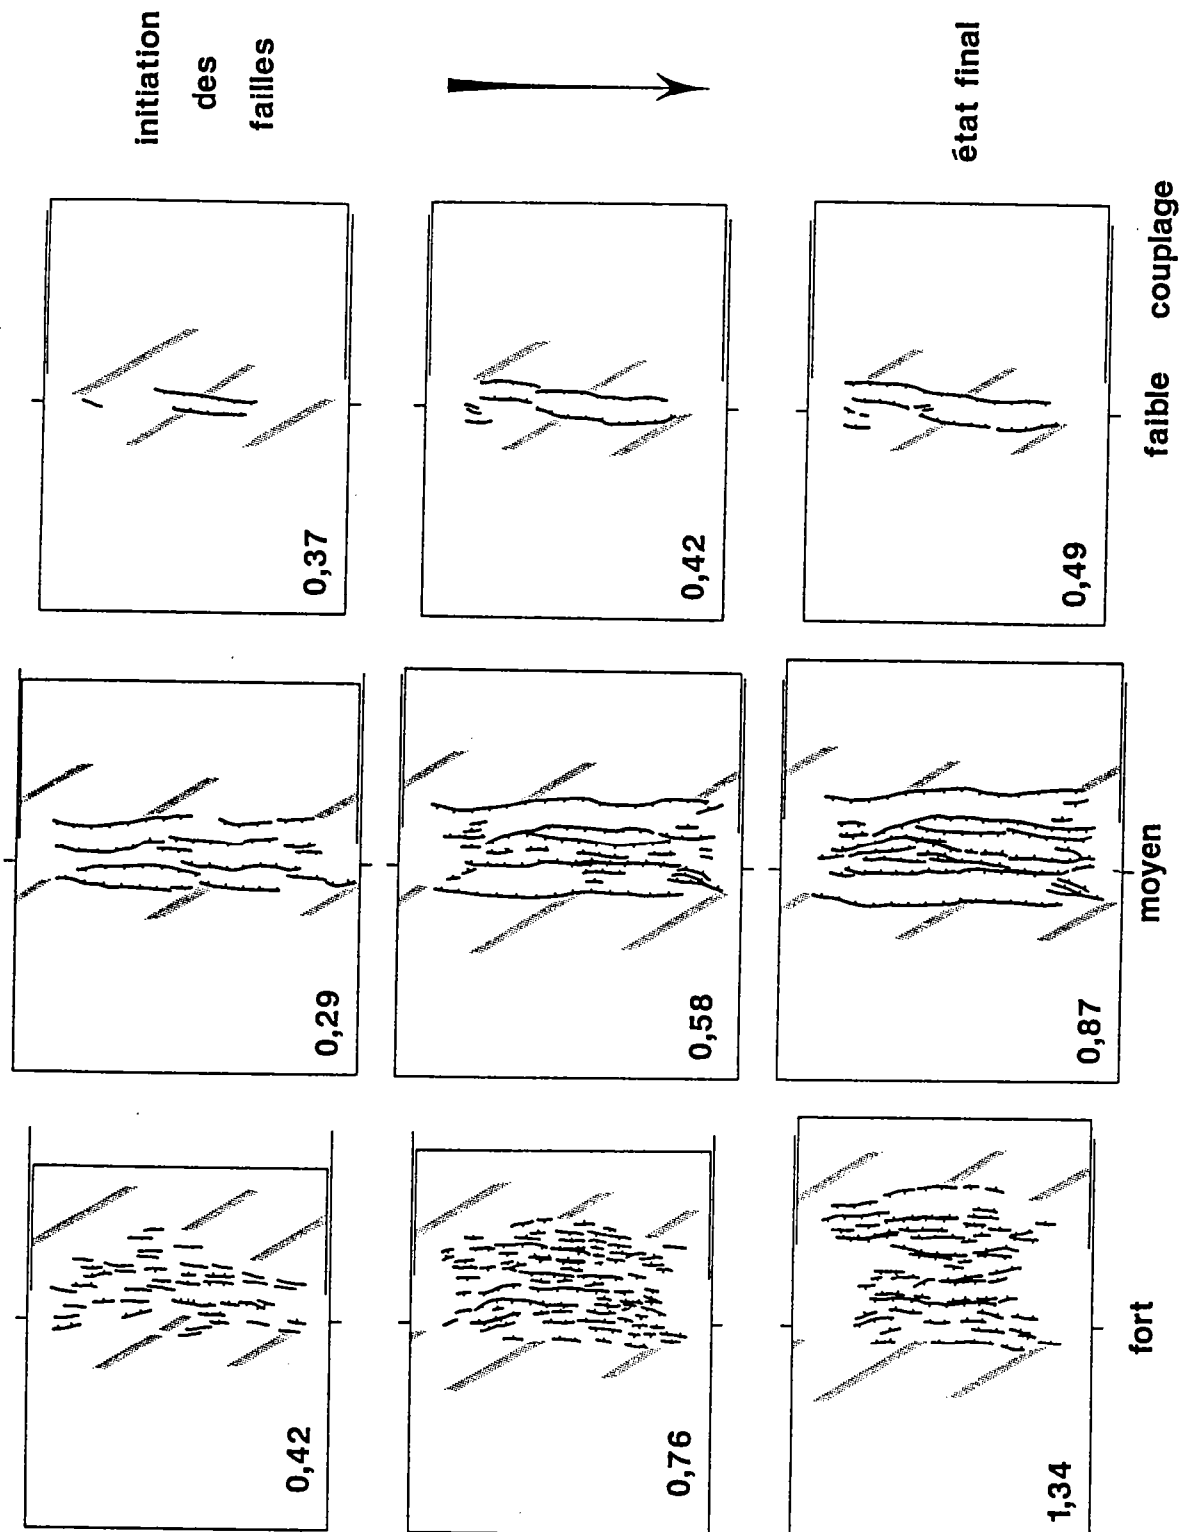 initiation
des
failles
état final
0,37
0,42
0,49
0,29
0,58
0,87
0,42
0,76
1,34
fort
moyen
faible
couplage